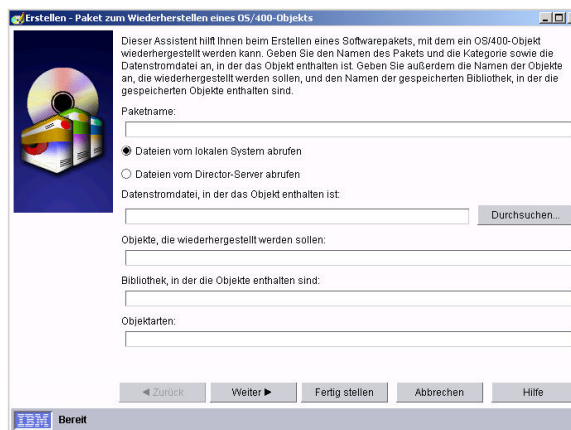 Erstellen - Paket zum Wiederherstellen eines OS/400-Objekts
Dieser Assistent hilft Ihnen beim Erstellen eines Softwarepakets, mit dem ein OS/400-Objekt
wiederhergestellt werden kann. Geben Sie den Namen des Pakets und die Kategorie sowie die
Datenstromdatei an, in der das Objekt enthalten ist. Geben Sie außerdem die Namen der Objekte
an, die wiederhergestellt werden sollen, und den Namen der gespeicherten Bibliothek, in der die
gespeicherten Objekte enthalten sind.
Paketname:
Dateien vom lokalen System abrufen
Dateien vom Director-Server abrufen
Datenstromdatei, in der das Objekt enthalten ist:
Durchsuchen...
Objekte, die wiederhergestellt werden sollen:
Bibliothek, in der die Objekte enthalten sind:
Objektarten:
◄ Zurück Weiter ► Fertig stellen Abbrechen Hilfe
IBM Bereit